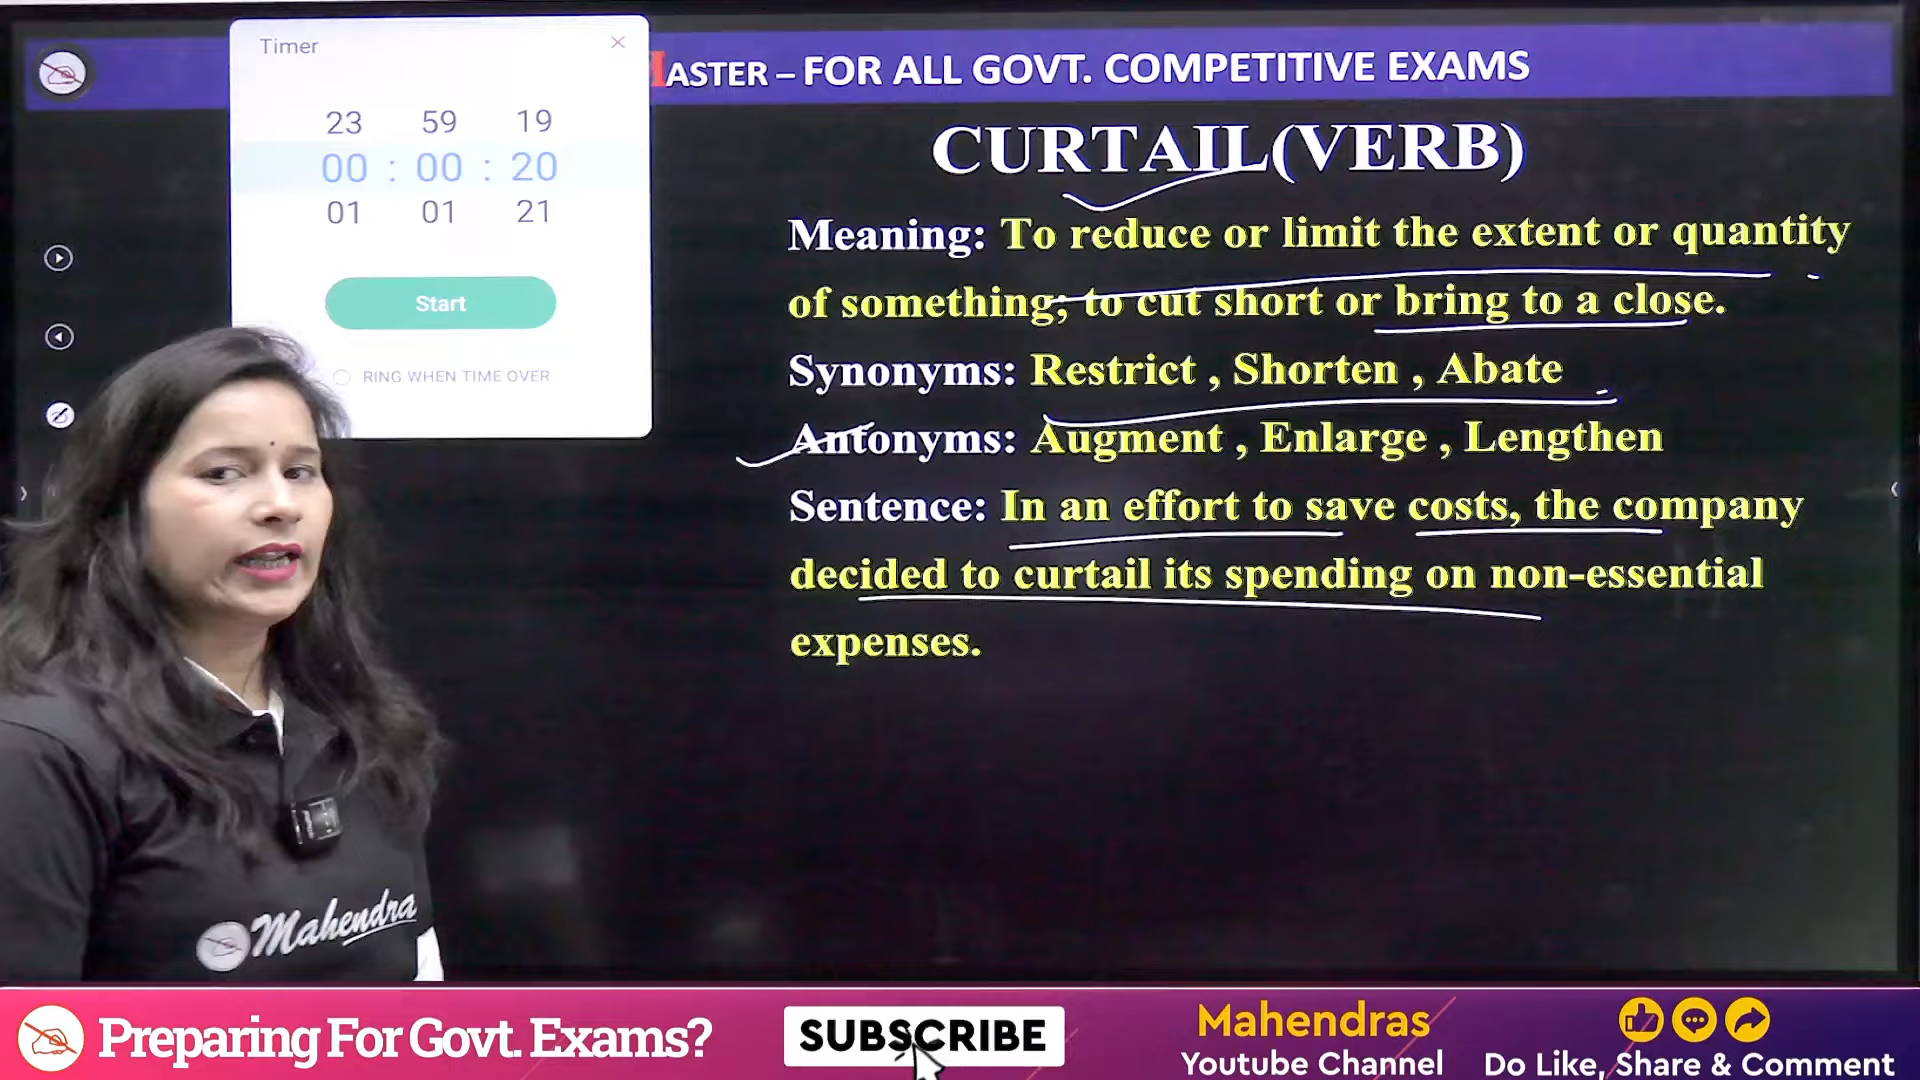 Timer
23 59 19
00 : 00 : 20
01 01 21
Start
RING WHEN TIME OVER
MASTER – FOR ALL GOVT. COMPETITIVE EXAMS
CURTAIL(VERB)
Meaning: To reduce or limit the extent or quantity
of something; to cut short or bring to a close.
Synonyms: Restrict , Shorten , Abate
Antonyms: Augment , Enlarge , Lengthen
Sentence: In an effort to save costs, the company
decided to curtail its spending on non-essential
expenses.
Mahendra
Preparing For Govt. Exams?
SUBSCRIBE
Mahendras
Youtube Channel
Do Like, Share & Comment